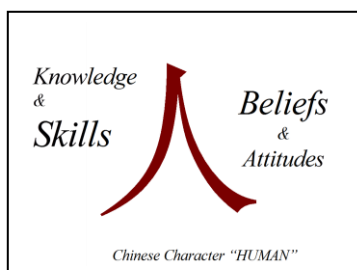 Knowledge
&
Skills
人
Beliefs
&
Attitudes
Chinese Character “HUMAN”